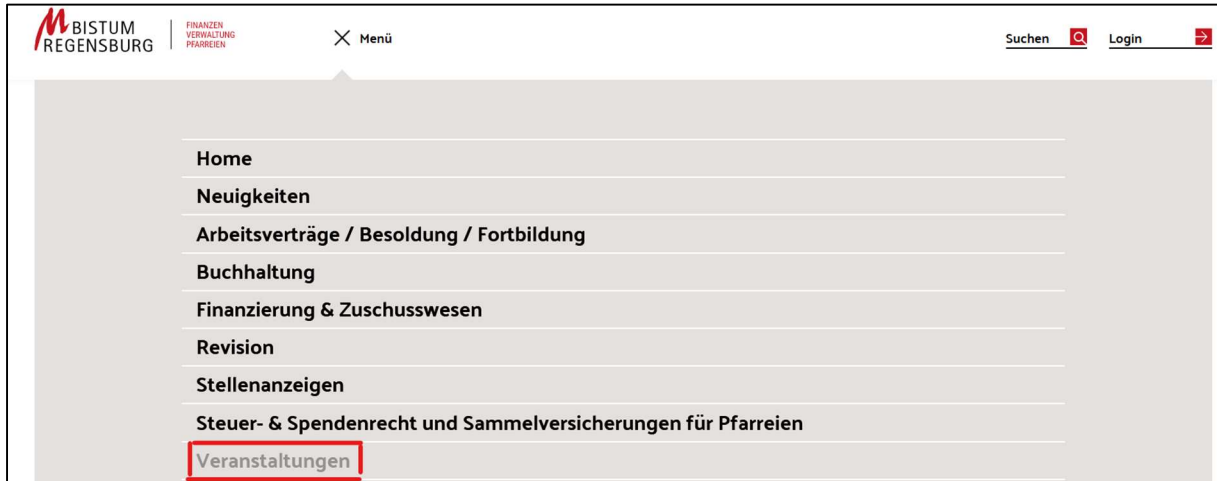 BISTUM
REGENSBURG
FINANZEN
VERWALTUNG
PFARREIEN
Menü
Suchen
Login
Home
Neuigkeiten
Arbeitsverträge / Besoldung / Fortbildung
Buchhaltung
Finanzierung & Zuschusswesen
Revision
Stellenanzeigen
Steuer- & Spendenrecht und Sammelversicherungen für Pfarreien
Veranstaltungen